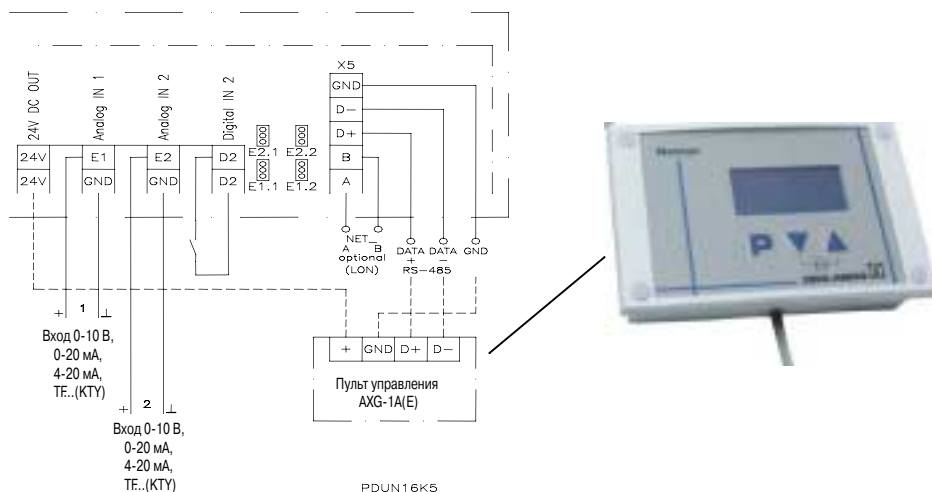 24V DC OUT
Analog IN 1
Analog IN 2
Digital IN 2
24V
24V
E1
GND
E2
GND
D2
D2
E2.1
E2.2
E1.1
E1.2
X5
GND
D-
D+
B
A
NET_
A B
optional
(LON)
DATA DATA GND
+ -
RS-485
+ 1 ⊥
Вход 0-10 В,
0-20 мА,
4-20 мА,
TF...(KTY)
+ 2 ⊥
Вход 0-10 В,
0-20 мА,
4-20 мА,
TF...(KTY)
+ GND D+ D-
Пульт управления
AXG-1A(E)
P
PDUN16K5